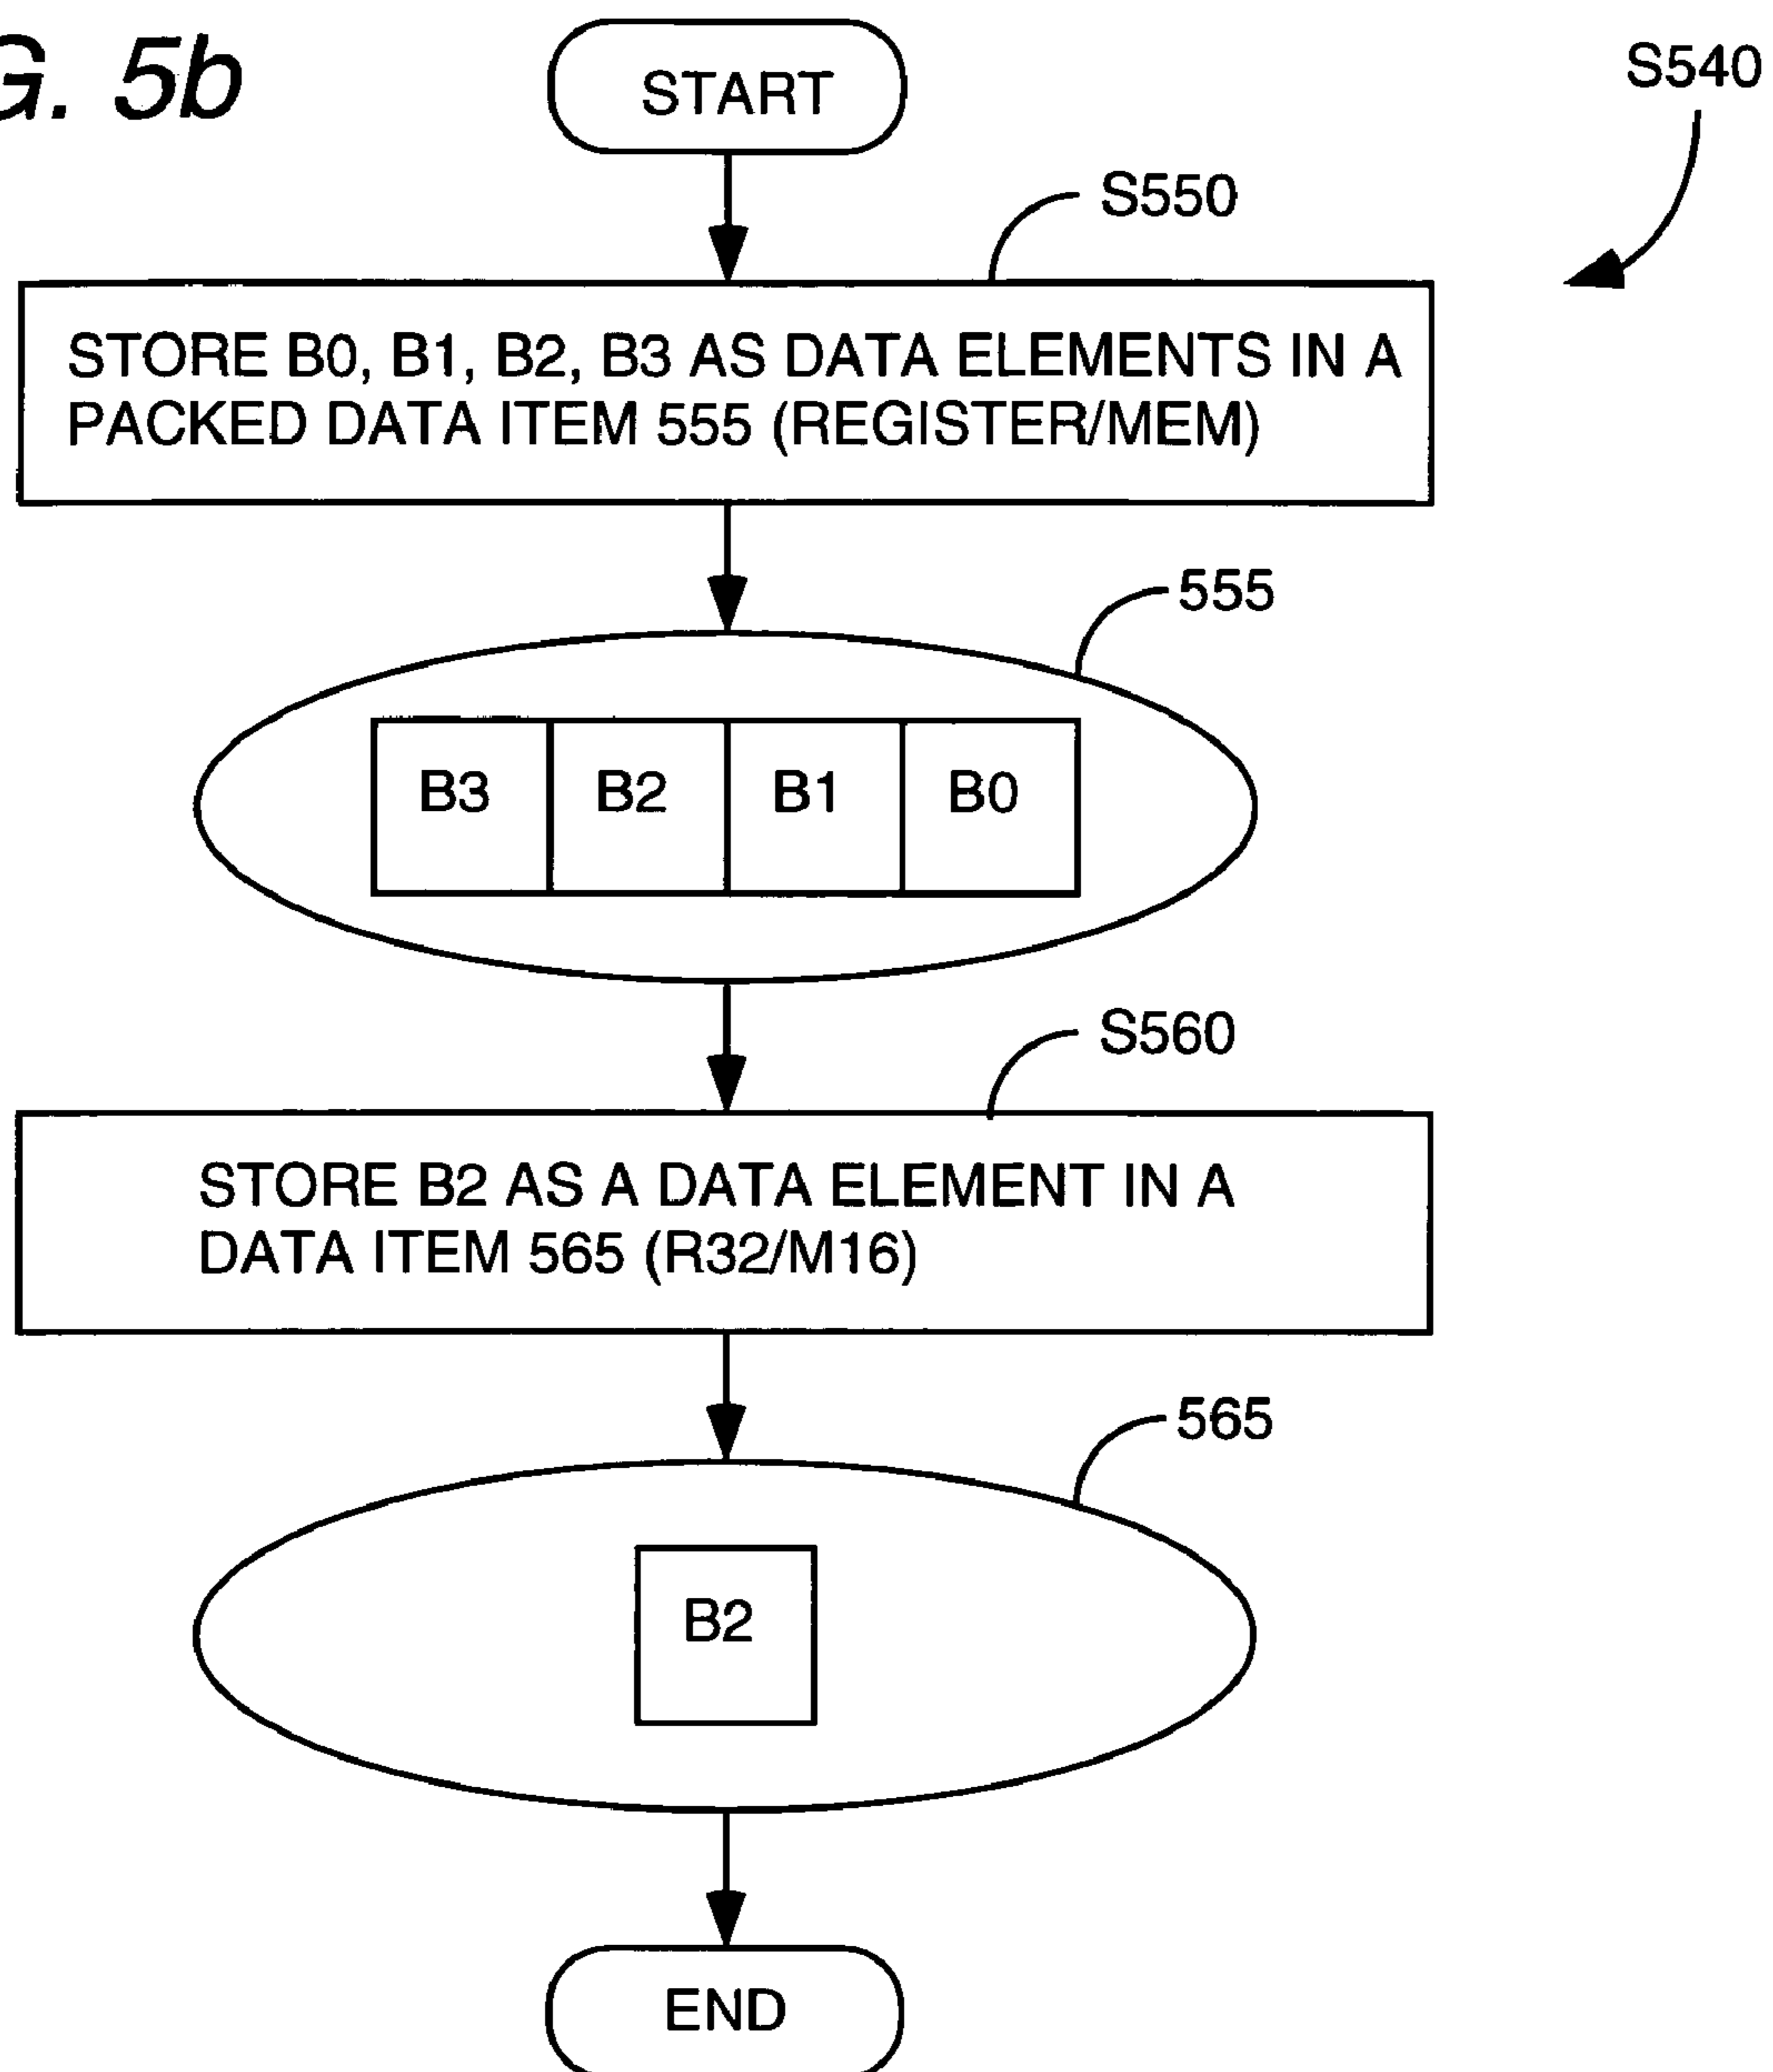 G. 5b
START
S540
S550
STORE B0, B1, B2, B3 AS DATA ELEMENTS IN A
PACKED DATA ITEM 555 (REGISTER/MEM)
555
B3 B2 B1 B0
S560
STORE B2 AS A DATA ELEMENT IN A
DATA ITEM 565 (R32/M16)
565
B2
END